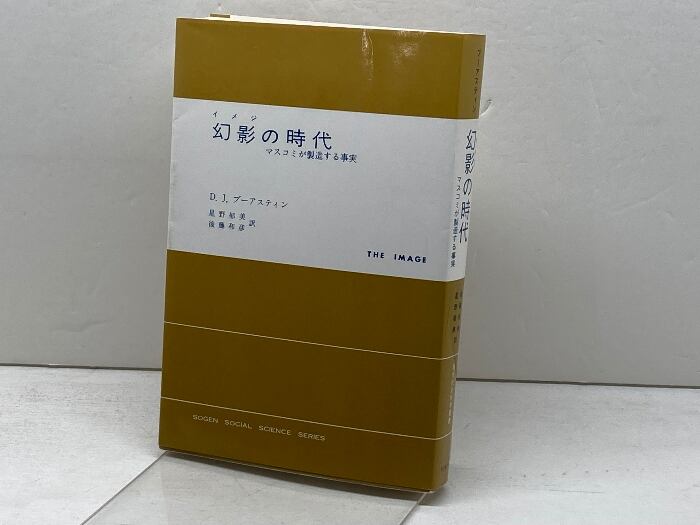 イメジ
幻影の時代
マスコミが製造する事実
D. J. ブーアスティン
星野郁美
後藤和彦 訳
THE IMAGE
SOGEN SOCIAL SCIENCE SERIES
ブーアスティン
幻影の時代
マスコミが製造する事実